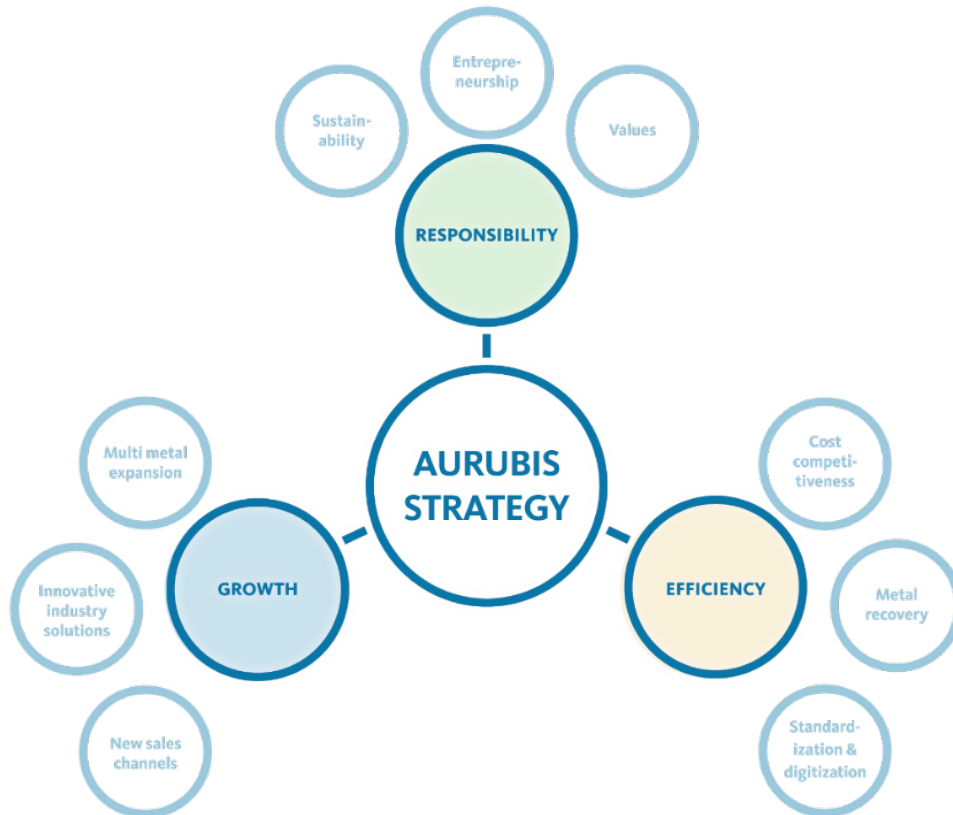 Entrepre-
neurship
Sustain-
ability
Values
RESPONSIBILITY
AURUBIS
STRATEGY
Multi metal
expansion
GROWTH
Innovative
industry
solutions
New sales
channels
Cost
competi-
tiveness
EFFICIENCY
Metal
recovery
Standard-
ization &
digitization